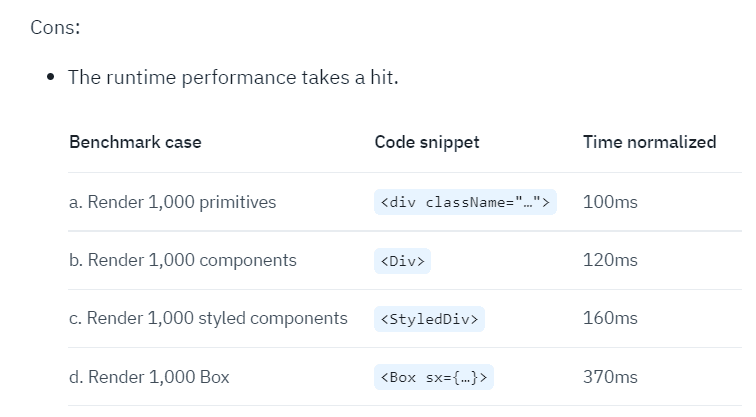 Cons:
• The runtime performance takes a hit.
Benchmark case Code snippet Time normalized
a. Render 1,000 primitives <div className="…"> 100ms
b. Render 1,000 components <Div> 120ms
c. Render 1,000 styled components <StyledDiv> 160ms
d. Render 1,000 Box <Box sx={…}> 370ms